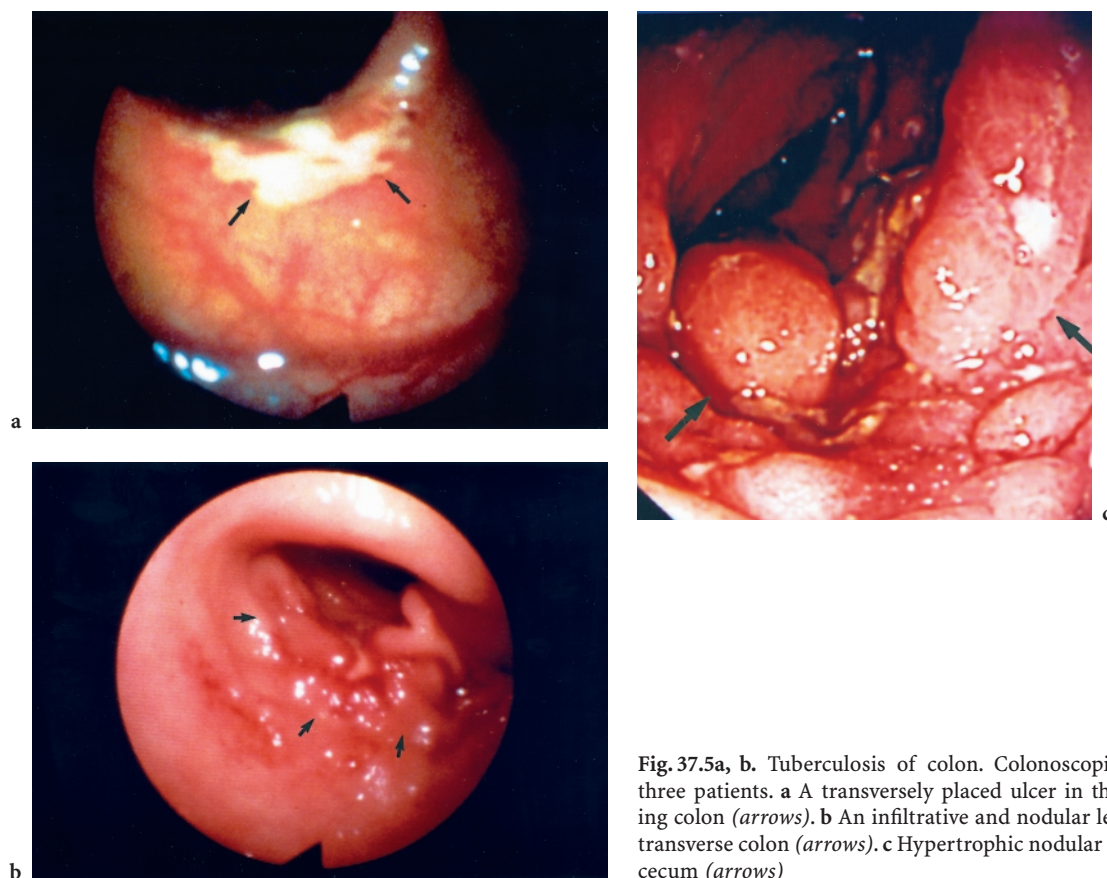 a
b
c
Fig. 37.5a, b. Tuberculosis of colon. Colonoscopi
three patients. a A transversely placed ulcer in th
ing colon (arrows). b An infiltrative and nodular le
transverse colon (arrows). c Hypertrophic nodular
cecum (arrows)